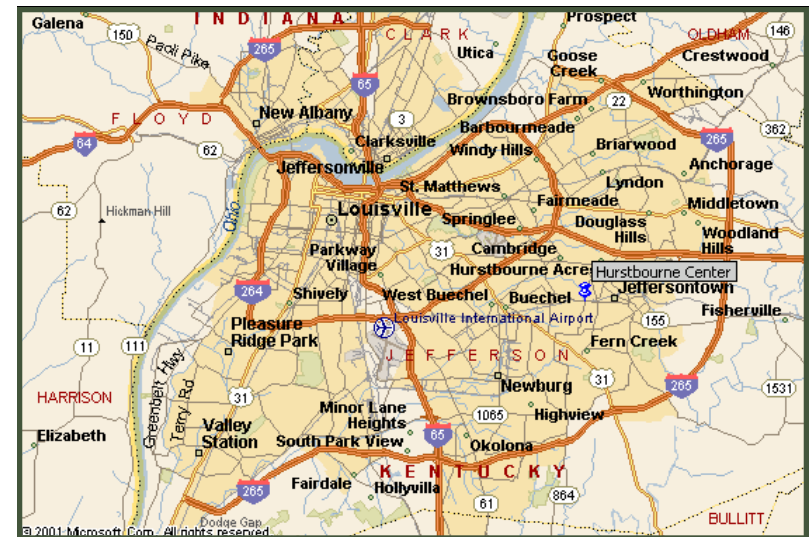 INDIANA
Galena
150
Paoli Pike
265
CLARK
Utica
Prospect
Goose
Creek
OLDHAM
146
Crestwood
Worthington
65
Brownsboro Farm
22
New Albany
3
FLOYD
Clarksville
Barbourmeade
Windy Hills
Briarwood
265
362
Anchorage
64
62
Jeffersonville
St. Matthews
Lyndon
Fairmeade
Middletown
62
Hickman Hill
Ohio
Louisville
Springlee
Douglass
Hills
Woodland
Hills
Parkway
Village
31
Cambridge
Hurstbourne Acre
Hurstbourne Center
264
Shively
West Buechel
Buechel
Jeffersontown
Fisherville
Pleasure
Ridge Park
Louisville International Airport
155
11
111
JEFFERSON
Fern Creek
Greenbelt Hwy
Terry Rd
HARRISON
31
Newburg
31
265
1531
Minor Lane
Heights
1065
Highview
Elizabeth
Valley
Station
South Park View
65
Okolona
KENTUCKY
Fairdale
Hollyvilla
265
61
864
BULLITT
Dodge Gap
© 2001 Microsoft Corp. All rights reserved